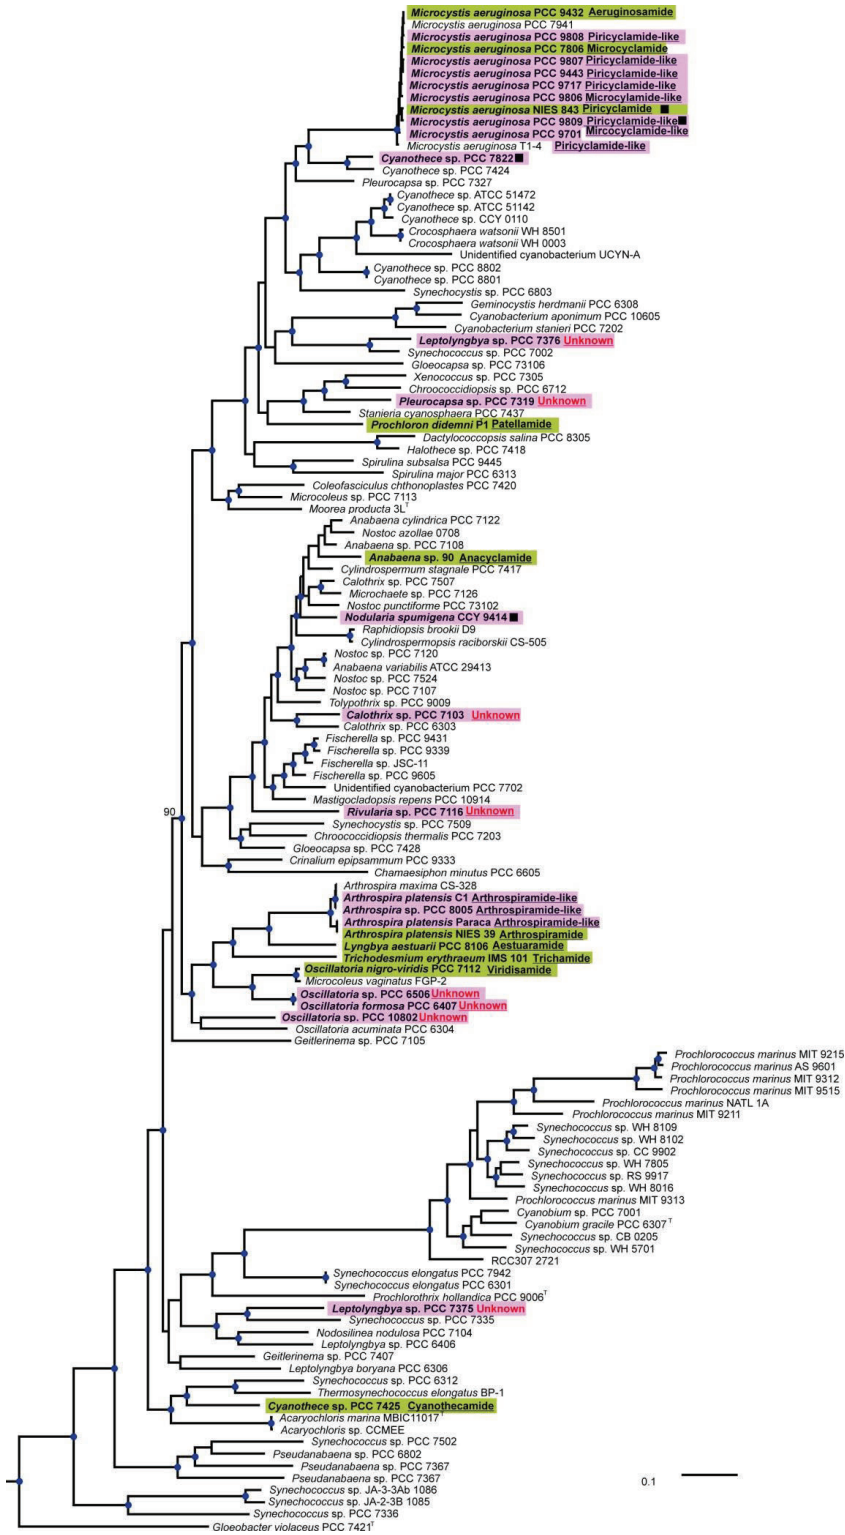 Microcystis aeruginosa PCC 9432 Aeruginosamide
Microcystis aeruginosa PCC 7941
Microcystis aeruginosa PCC 9808 Piricyclamide-like
Microcystis aeruginosa PCC 7806 Microcyclamide
Microcystis aeruginosa PCC 9807 Piricyclamide-like
Microcystis aeruginosa PCC 9443 Piricyclamide-like
Microcystis aeruginosa PCC 9717 Piricyclamide-like
Microcystis aeruginosa PCC 9806 Microcylamide-like
Microcystis aeruginosa NIES 843 Piricyclamide
Microcystis aeruginosa PCC 9809 Piricyclamide-like
Microcystis aeruginosa PCC 9701 Mircocyclamide-like
Microcystis aeruginosa T1-4 Piricyclamide-like
Cyanothece sp. PCC 7822
Cyanothece sp. PCC 7424
Pleurocapsa sp. PCC 7327
Cyanothece sp. ATCC 51472
Cyanothece sp. ATCC 51142
Cyanothece sp. CCY 0110
Crocosphaera watsonii WH 8501
Crocosphaera watsonii WH 0003
Unidentified cyanobacterium UCYN-A
Cyanothece sp. PCC 8802
Cyanothece sp. PCC 8801
Synechocystis sp. PCC 6803
Geminocystis herdmanii PCC 6308
Cyanobacterium aponimum PCC 10605
Cyanobacterium stanieri PCC 7202
Leptolyngbya sp. PCC 7376 Unknown
Synechococcus sp. PCC 7002
Gloeocapsa sp. PCC 73106
Xenococcus sp. PCC 7305
Chroococcidiopsis sp. PCC 6712
Pleurocapsa sp. PCC 7319 Unknown
Stanieria cyanosphaera PCC 7437
Prochloron didemni P1 Patellamide
Dactylococcopsis salina PCC 8305
Halothece sp. PCC 7418
Spirulina subsalsa PCC 9445
Spirulina major PCC 6313
Coleofasciculus chthonoplastes PCC 7420
Microcoleus sp. PCC 7113
Moorea producta 3L T
Anabaena cylindrica PCC 7122
Nostoc azollae 0708
Anabaena sp. PCC 7108
Anabaena sp. 90 Anacyclamide
Cylindrospermum stagnale PCC 7417
Calothrix sp. PCC 7507
Microchaete sp. PCC 7126
Nostoc punctiforme PCC 73102
Nodularia spumigena CCY 9414
Raphidiopsis brookii D9
Cylindrospermopsis raciborskii CS-505
Nostoc sp. PCC 7120
Anabaena variabilis ATCC 29413
Nostoc sp. PCC 7524
Nostoc sp. PCC 7107
Tolypothrix sp. PCC 9009
Calothrix sp. PCC 7103 Unknown
Calothrix sp. PCC 6303
Fischerella sp. PCC 9431
Fischerella sp. PCC 9339
Fischerella sp. JSC-11
Fischerella sp. PCC 9605
Unidentified cyanobacterium PCC 7702
Mastigocladopsis repens PCC 10914
90
Rivularia sp. PCC 7116 Unknown
Synechocystis sp. PCC 7509
Chroococcidiopsis thermalis PCC 7203
Gloeocapsa sp. PCC 7428
Crinalium epipsammum PCC 9333
Chamaesiphon minutus PCC 6605
Arthrospira maxima CS-328
Arthrospira platensis C1 Arthrospiramide-like
Arthrospira sp. PCC 8005 Arthrospiramide-like
Arthrospira platensis Paraca Arthrospiramide-like
Arthrospira platensis NIES 39 Arthrospiramide
Lyngbya aestuarii PCC 8106 Aestuaramide
Trichodesmium erythraeum IMS 101 Trichamide
Oscillatoria nigro-viridis PCC 7112 Viridisamide
Microcoleus vaginatus FGP-2
Oscillatoria sp. PCC 6506 Unknown
Oscillatoria formosa PCC 6407 Unknown
Oscillatoria sp. PCC 10802 Unknown
Oscillatoria acuminata PCC 6304
Geitlerinema sp. PCC 7105
Prochlorococcus marinus MIT 9215
Prochlorococcus marinus AS 9601
Prochlorococcus marinus MIT 9312
Prochlorococcus marinus MIT 9515
Prochlorococcus marinus NATL 1A
Prochlorococcus marinus MIT 9211
Synechococcus sp. WH 8109
Synechococcus sp. WH 8102
Synechococcus sp. CC 9902
Synechococcus sp. WH 7805
Synechococcus sp. RS 9917
Synechococcus sp. WH 8016
Prochlorococcus marinus MIT 9313
Cyanobium sp. PCC 7001
Cyanobium gracile PCC 6307 T
Synechococcus sp. CB 0205
Synechococcus sp. WH 5701
RCC307 2721
Synechococcus elongatus PCC 7942
Synechococcus elongatus PCC 6301
Prochlorothrix hollandica PCC 9006 T
Leptolyngbya sp. PCC 7375 Unknown
Synechococcus sp. PCC 7335
Nodosilinea nodulosa PCC 7104
Leptolyngbya sp. PCC 6406
Geitlerinema sp. PCC 7407
Leptolyngbya boryana PCC 6306
Synechococcus sp. PCC 6312
Thermosynechococcus elongatus BP-1
Cyanothece sp. PCC 7425 Cyanothecamide
Acaryochloris marina MBIC11017 T
Acaryochloris sp. CCMEE
Synechococcus sp. PCC 7502
Pseudanabaena sp. PCC 6802
Pseudanabaena sp. PCC 7367
Pseudanabaena sp. PCC 7367
0.1
Synechococcus sp. JA-3-3Ab 1086
Synechococcus sp. JA-2-3B 1085
Synechococcus sp. PCC 7336
Gloeobacter violaceus PCC 7421 T